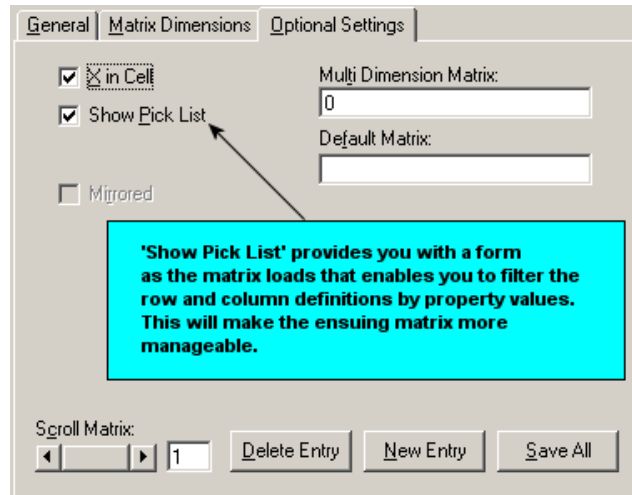 General Matrix Dimensions Optional Settings
X in Cell
Multi Dimension Matrix:
0
Show Pick List
Default Matrix:
Mirrored
'Show Pick List' provides you with a form
as the matrix loads that enables you to filter the
row and column definitions by property values.
This will make the ensuing matrix more
manageable.
Scroll Matrix:
1
Delete Entry New Entry Save All